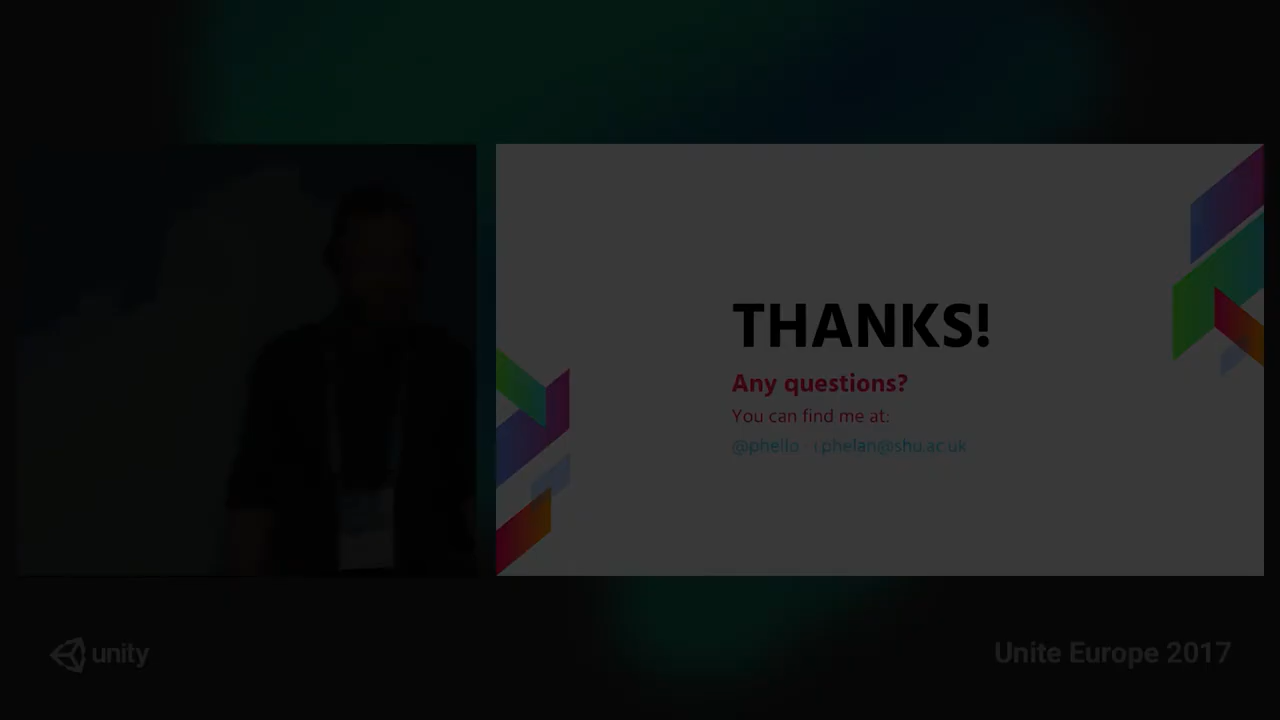 THANKS!
Any questions?
You can find me at:
@phello · i.phelan@shu.ac.uk
unity
Unite Europe 2017